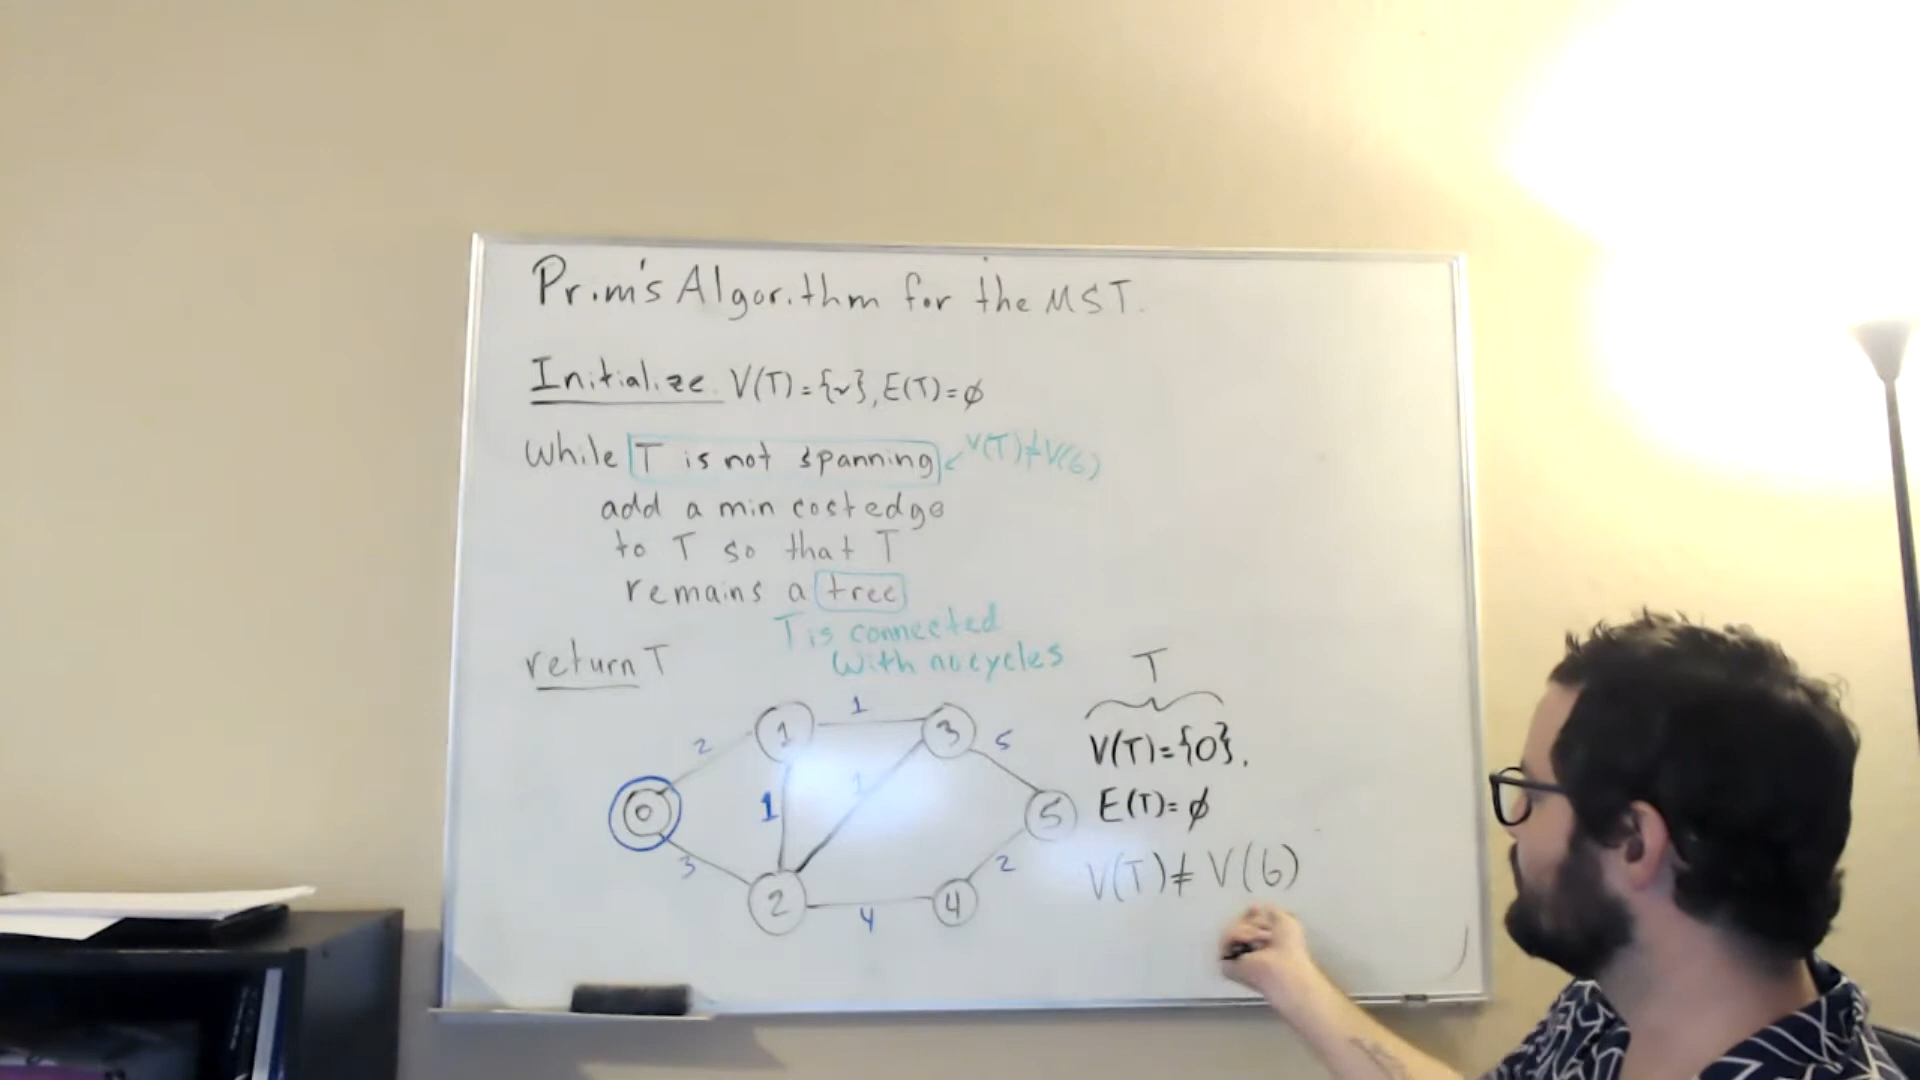 Prim's Algorithm for the MST.
Initialize. V(T)={v}, E(T)=∅
While T is not spanning V(T)≠V(G)
add a min cost edge
to T so that T
remains a tree
T is connected
with no cycles
return T
T
V(T)={0},
E(T)=∅
V(T)≠V(G)
1
2
1
3
5
1
1
0
5
3
2
2
4
4